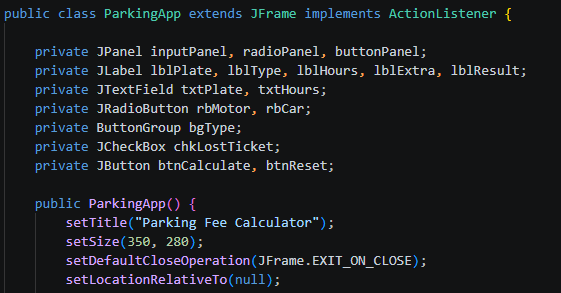 public class ParkingApp extends JFrame implements ActionListener {
private JPanel inputPanel, radioPanel, buttonPanel;
private JLabel lblPlate, lblType, lblHours, lblExtra, lblResult;
private JTextField txtPlate, txtHours;
private JRadioButton rbMotor, rbCar;
private ButtonGroup bgType;
private JCheckBox chkLostTicket;
private JButton btnCalculate, btnReset;
public ParkingApp() {
setTitle("Parking Fee Calculator");
setSize(350, 280);
setDefaultCloseOperation(JFrame.EXIT_ON_CLOSE);
setLocationRelativeTo(null);